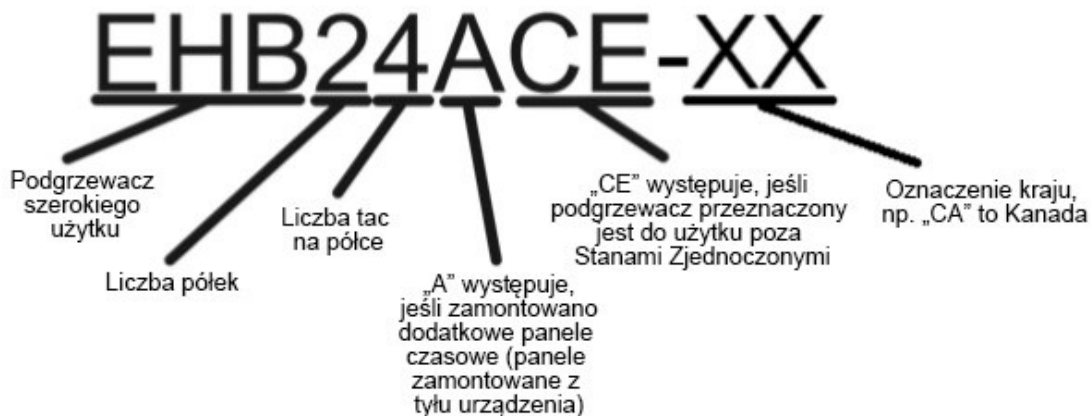 EHB24ACE-XX
Podgrzewacz
szerokiego
użytku
Liczba półek
Liczba tac
na półce
„A” występuje,
jeśli zamontowano
dodatkowe panele
czasowe (panele
zamontowane z
tyłu urządzenia)
„CE” występuje, jeśli
podgrzewacz przeznaczony
jest do użytku poza
Stanami Zjednoczonymi
Oznaczenie kraju,
np. „CA” to Kanada